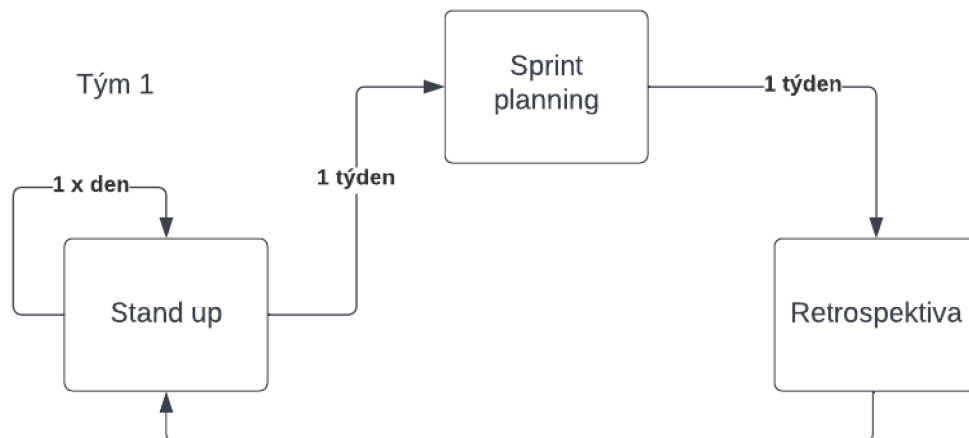 Tým 1
Sprint
planning
1 týden
1 x den
1 týden
Stand up
Retrospektiva